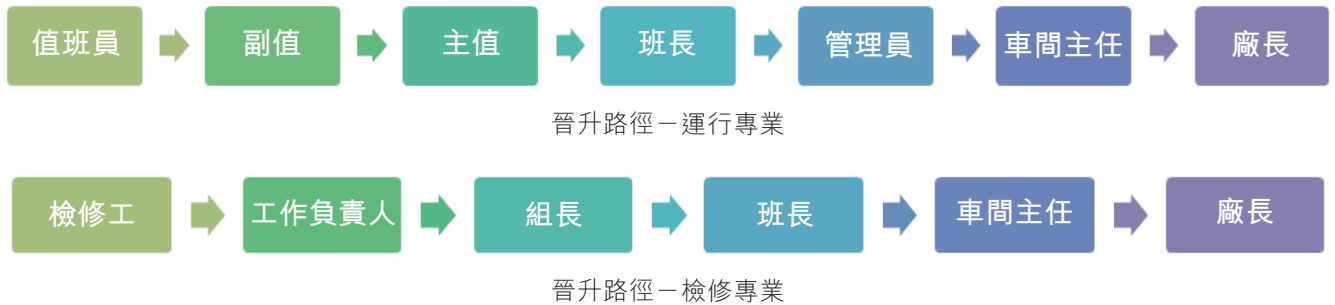 值班員 副值 主值 班長 管理員 車間主任 廠長
晉升路徑－運行專業
檢修工 工作負責人 組長 班長 車間主任 廠長
晉升路徑－檢修專業